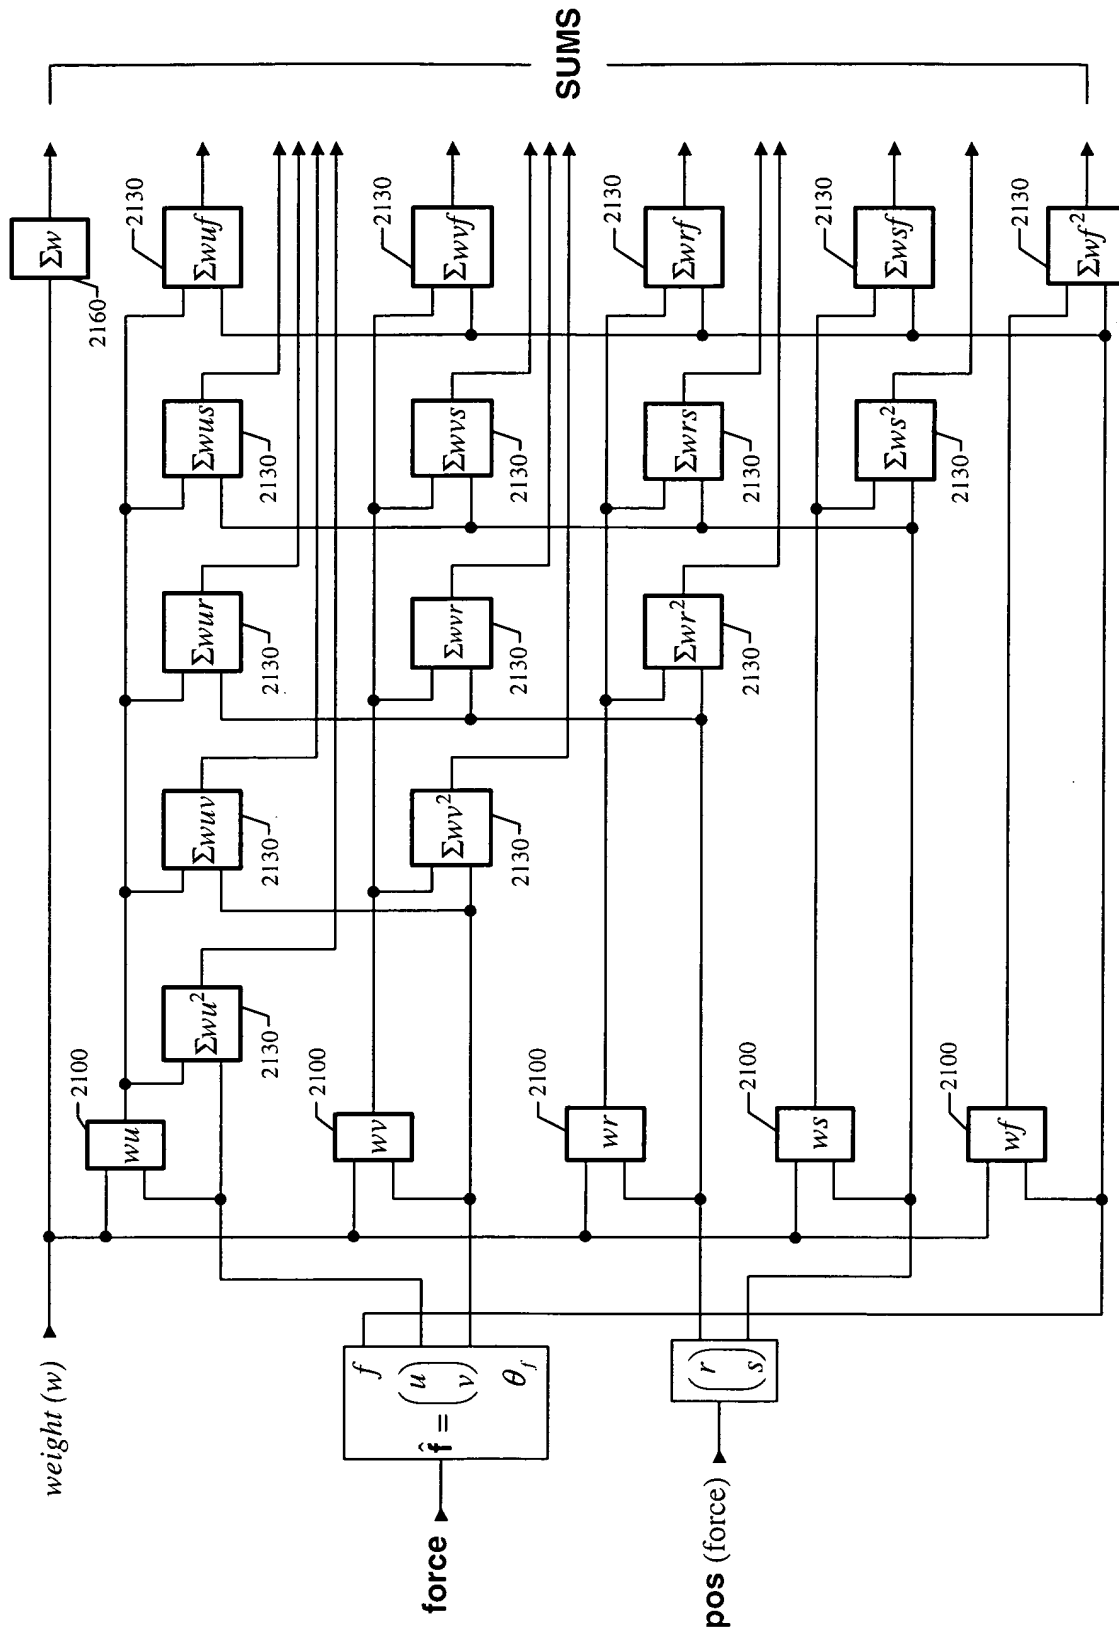 weight (w)
Σw
2160
2100
wu
2130
Σwu²
Σwuv
Σwur
Σwus
Σwuf
2130
2130
2130
2130
2100
wv
2130
f
force
f̂ = (u v)
Σwv²
Σwvr
Σwvs
Σwvf
θ_f
2130
2130
2130
SUMS
2100
wr
2130
pos (force)
(r s)
Σwr²
Σwrs
Σwrf
2130
2130
2100
ws
2130
Σws²
Σwsf
2130
2100
wf
2130
Σwf²